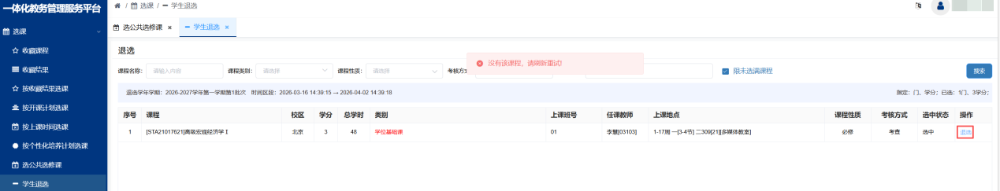 一体化教务管理服务平台
/ 选课 / 学生退选
选课
收藏课程
收藏结果
按收藏结果选课
按开课计划选课
按上课时间选课
按个性化培养计划选课
选公共选修课
学生退选
选公共选修课 × 学生退选 ×
退选
没有该课程，请刷新重试!
课程名称: 请输入内容 课程类别: 请选择 课程性质: 请选择 考核方式 限未选满课程 搜索
退选学年学期: 2026-2027学年第一学期第1批次 时间区段: 2026-03-16 14:39:15 → 2026-04-02 14:39:18 指定: 门、学分; 已选: 1门、3学分;
序号 课程 校区 学分 总学时 类别 上课班号 任课教师 上课地点 课程性质 考核方式 选中状态 操作
1 [STA21017621]高级宏观经济学 I 北京 3 48 学位基础课 01 李慧[03103] 1-17周 一[3-4节] 二309[21][多媒体教室] 必修 考查 选中 退选